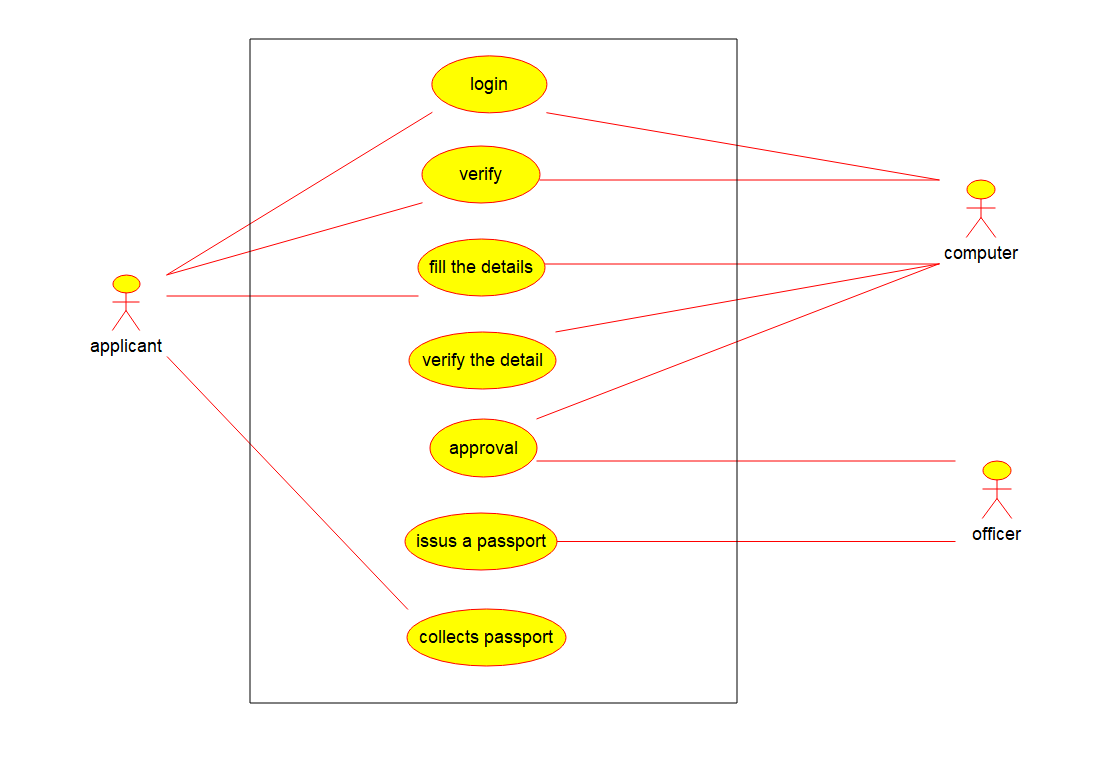 login
verify
fill the details
verify the detail
approval
issus a passport
collects passport
applicant
computer
officer